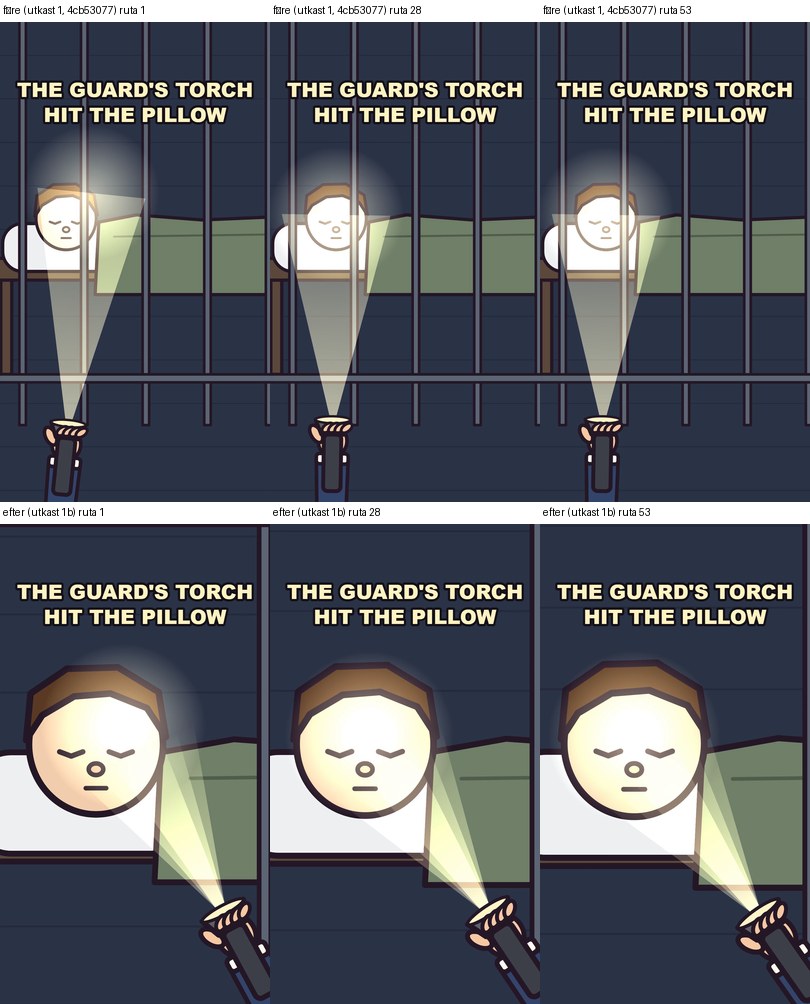 före (utkast 1, 4cb53077) ruta 1
före (utkast 1, 4cb53077) ruta 28
före (utkast 1, 4cb53077) ruta 53
THE GUARD'S TORCH
HIT THE PILLOW
THE GUARD'S TORCH
HIT THE PILLOW
THE GUARD'S TORCH
HIT THE PILLOW
efter (utkast 1b) ruta 1
efter (utkast 1b) ruta 28
efter (utkast 1b) ruta 53
THE GUARD'S TORCH
HIT THE PILLOW
THE GUARD'S TORCH
HIT THE PILLOW
THE GUARD'S TORCH
HIT THE PILLOW